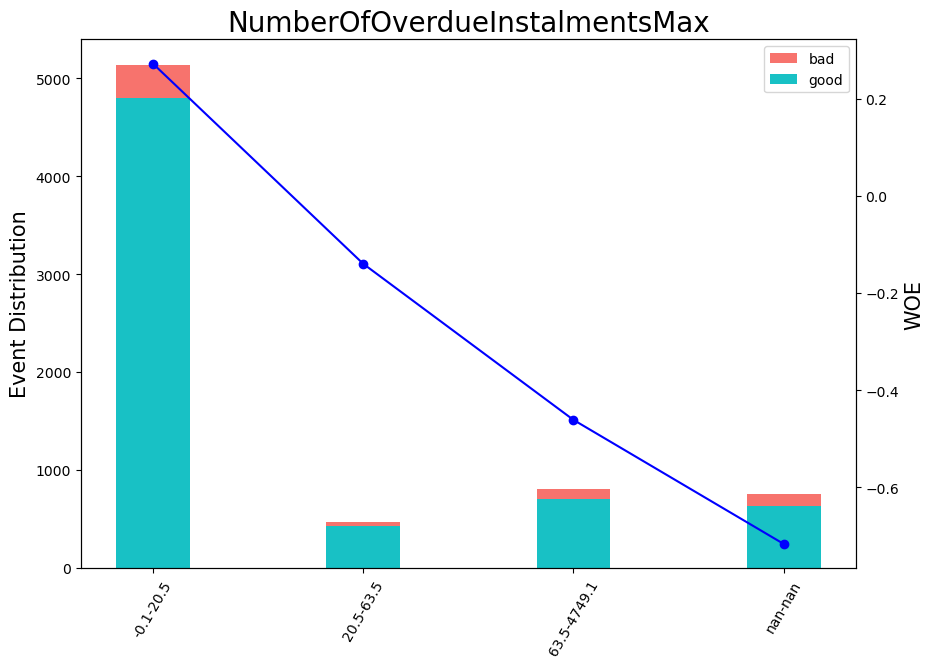 NumberOfOverdueInstalmentsMax
bad
good
Event Distribution
5000
4000
3000
2000
1000
0
0.2
0.0
−0.2
−0.4
−0.6
WOE
-0.1-20.5
20.5-63.5
63.5-4749.1
nan-nan